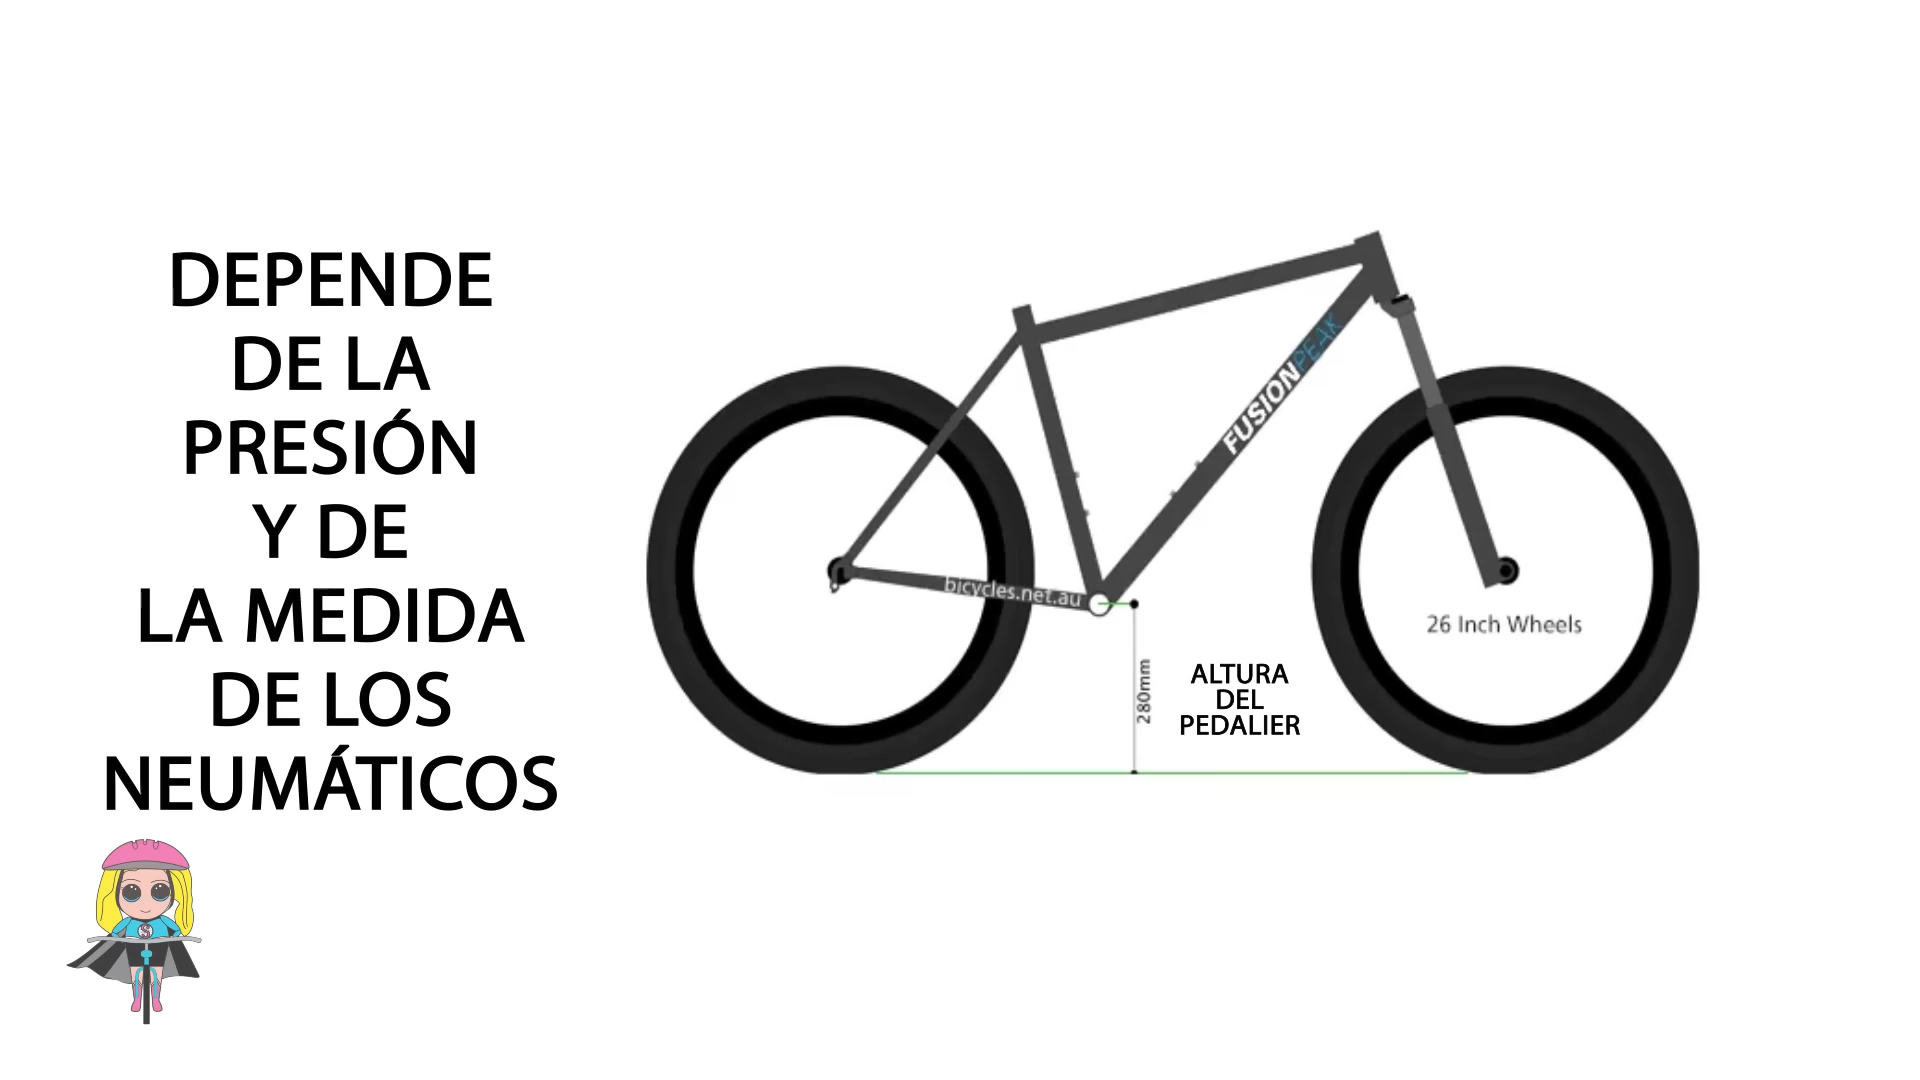 DEPENDE
DE LA
PRESIÓN
Y DE
LA MEDIDA
DE LOS
NEUMÁTICOS
FUSIONPEAK
bicycles.net.au
26 Inch Wheels
280mm
ALTURA
DEL
PEDALIER
S